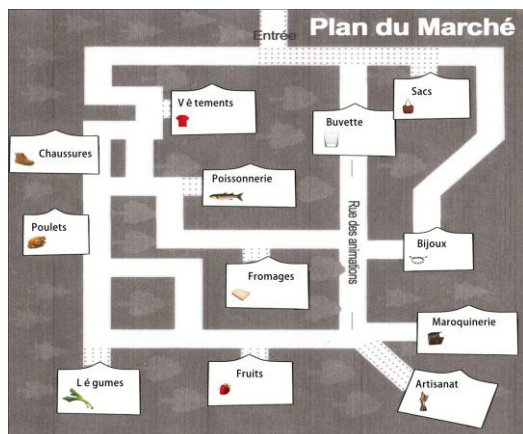 Plan du Marché
Entrée
Sacs
Vêtements
Buvette
Chaussures
Poissonnerie
Poulets
Rue des animations
Bijoux
Fromages
Maroquinerie
Légumes
Fruits
Artisanat